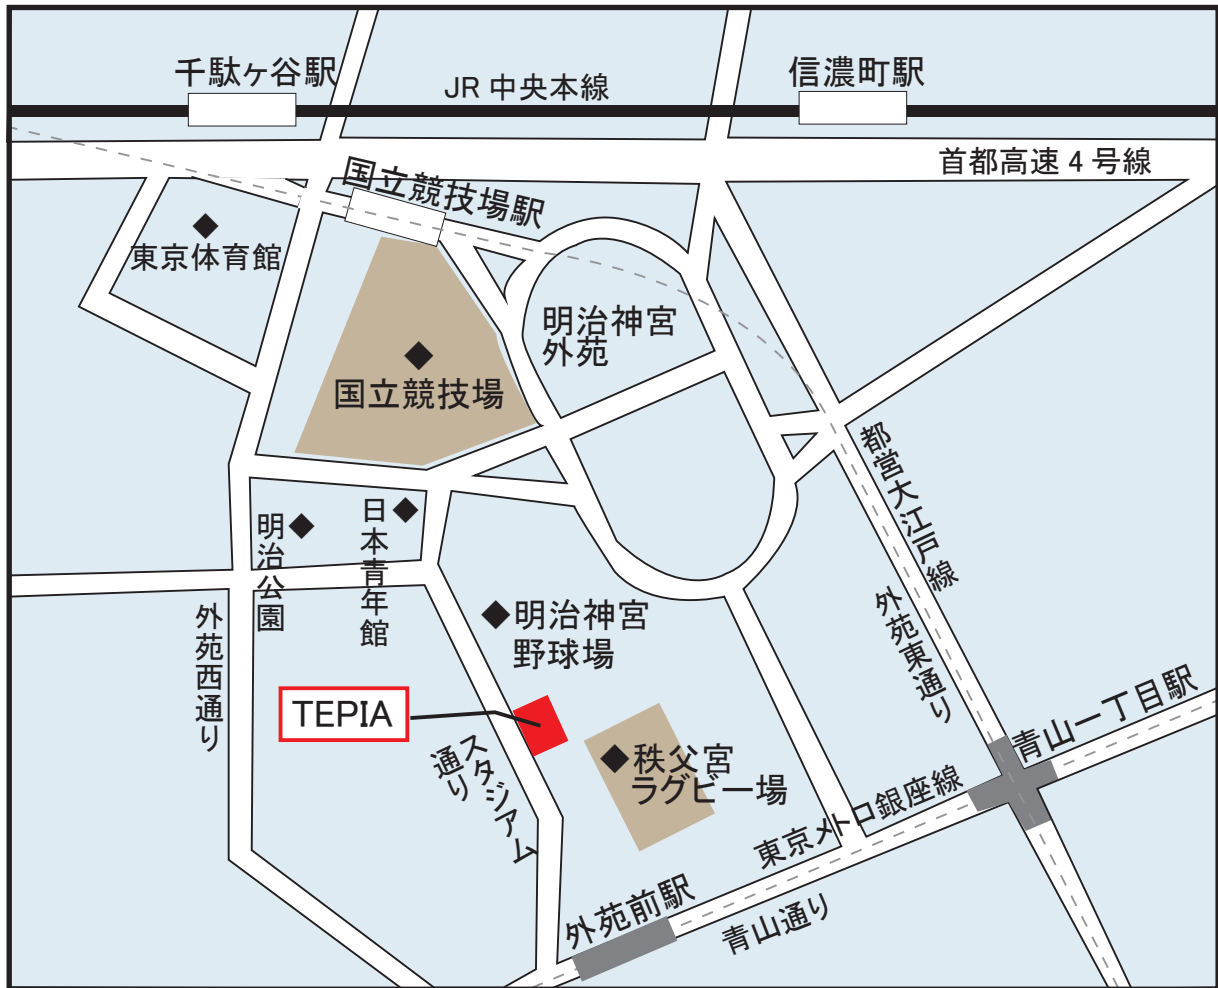 千駄ヶ谷駅
JR 中央本線
信濃町駅
首都高速 4 号線
国立競技場駅
東京体育館
明治神宮
外苑
国立競技場
都営大江戸線
明治公園
日本青年館
外苑西通り
明治神宮
野球場
外苑東通り
TEPIA
スタジアム
通り
秩父宮
ラグビー場
青山一丁目駅
東京メトロ銀座線
外苑前駅
青山通り